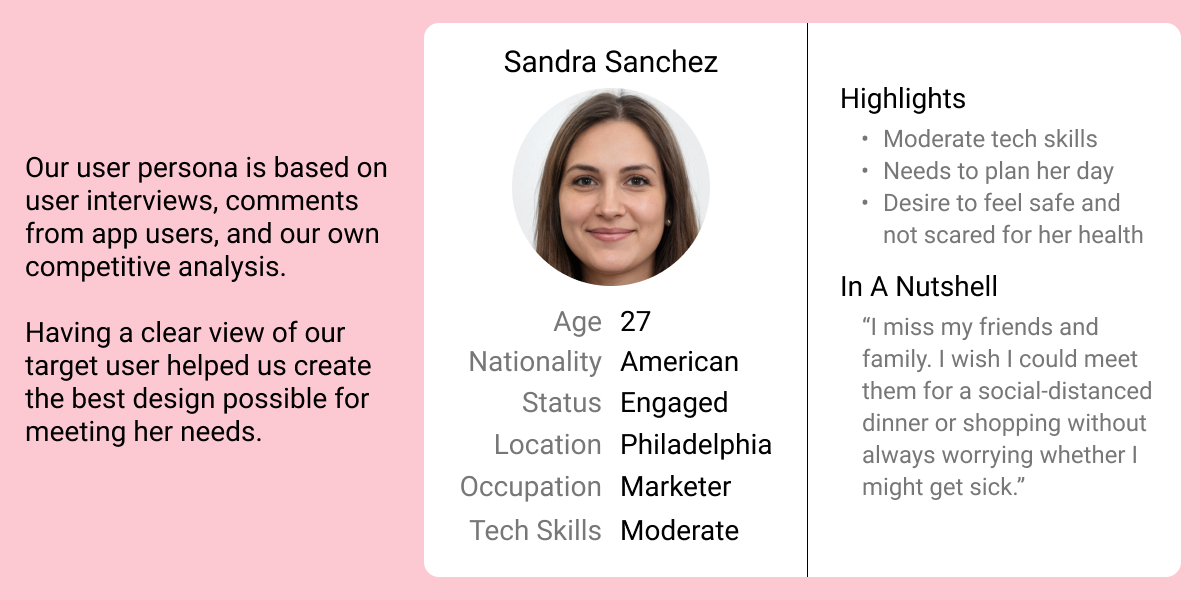 Our user persona is based on
user interviews, comments
from app users, and our own
competitive analysis.
Having a clear view of our
target user helped us create
the best design possible for
meeting her needs.
Sandra Sanchez
Age 27
Nationality American
Status Engaged
Location Philadelphia
Occupation Marketer
Tech Skills Moderate
Highlights
• Moderate tech skills
• Needs to plan her day
• Desire to feel safe and
not scared for her health
In A Nutshell
“I miss my friends and
family. I wish I could meet
them for a social-distanced
dinner or shopping without
always worrying whether I
might get sick.”